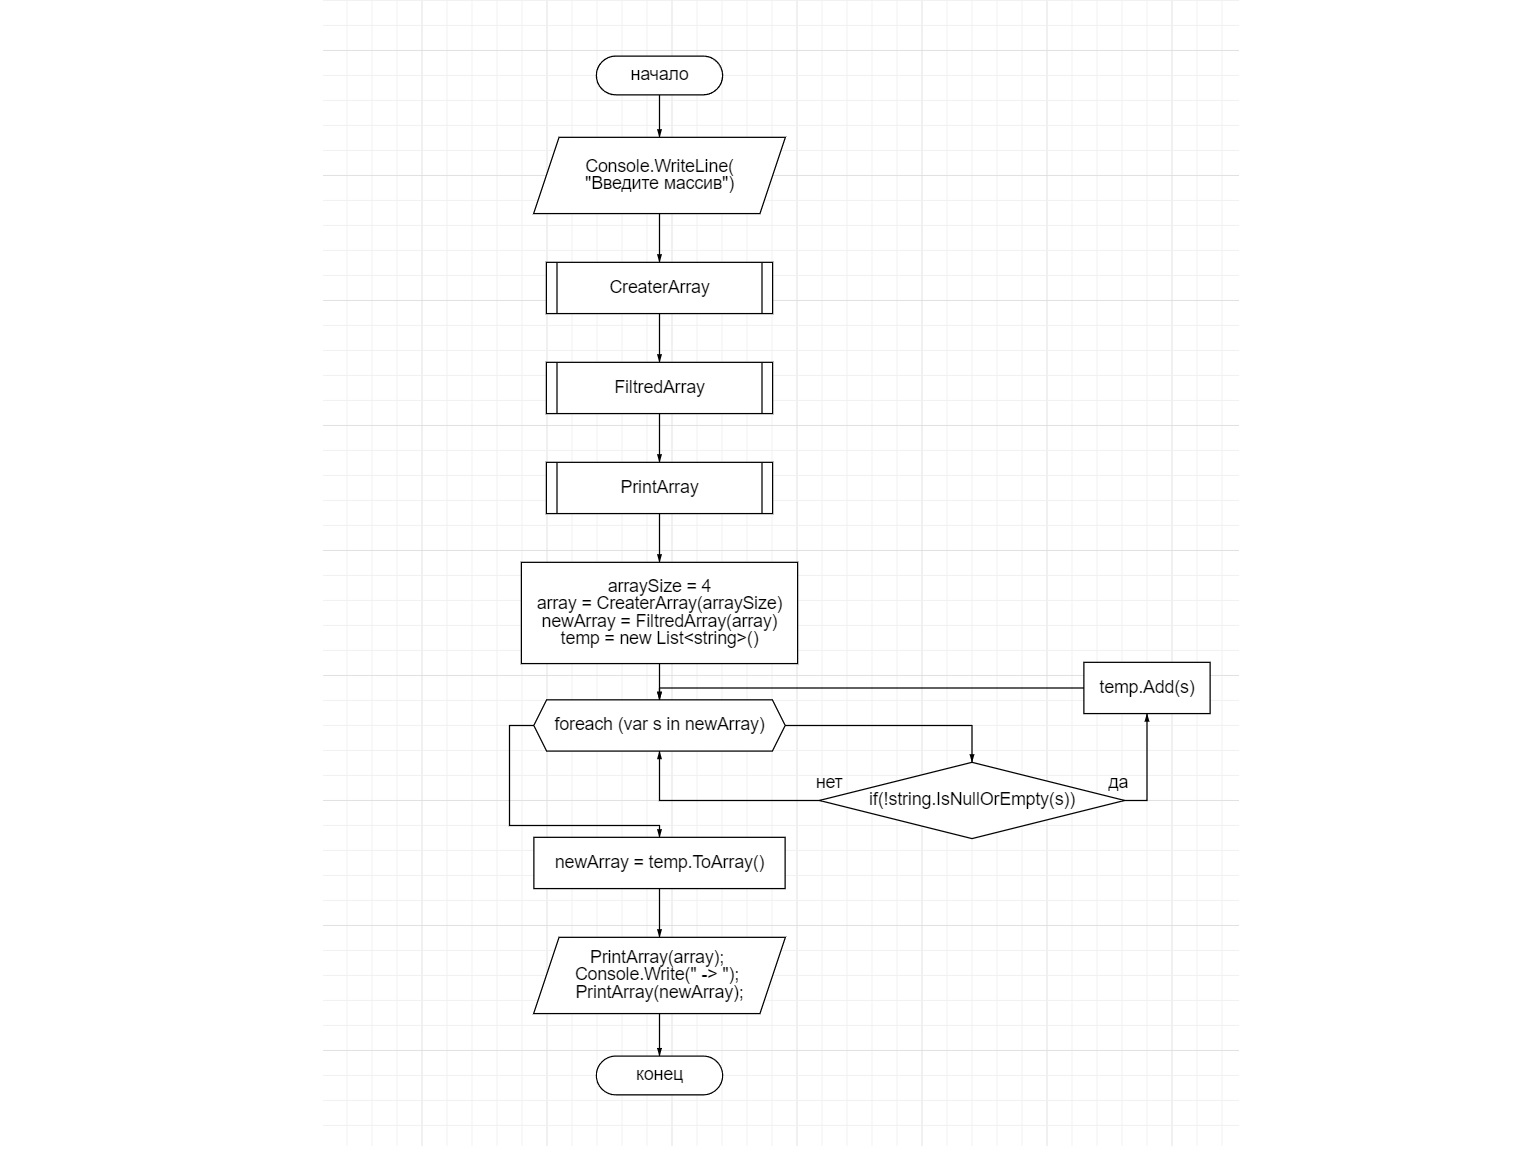 начало
Console.WriteLine(
"Введите массив")
CreaterArray
FiltredArray
PrintArray
arraySize = 4
array = CreaterArray(arraySize)
newArray = FiltredArray(array)
temp = new List<string>()
temp.Add(s)
foreach (var s in newArray)
нет
да
if(!string.IsNullOrEmpty(s))
newArray = temp.ToArray()
PrintArray(array);
Console.Write(" -> ");
PrintArray(newArray);
конец